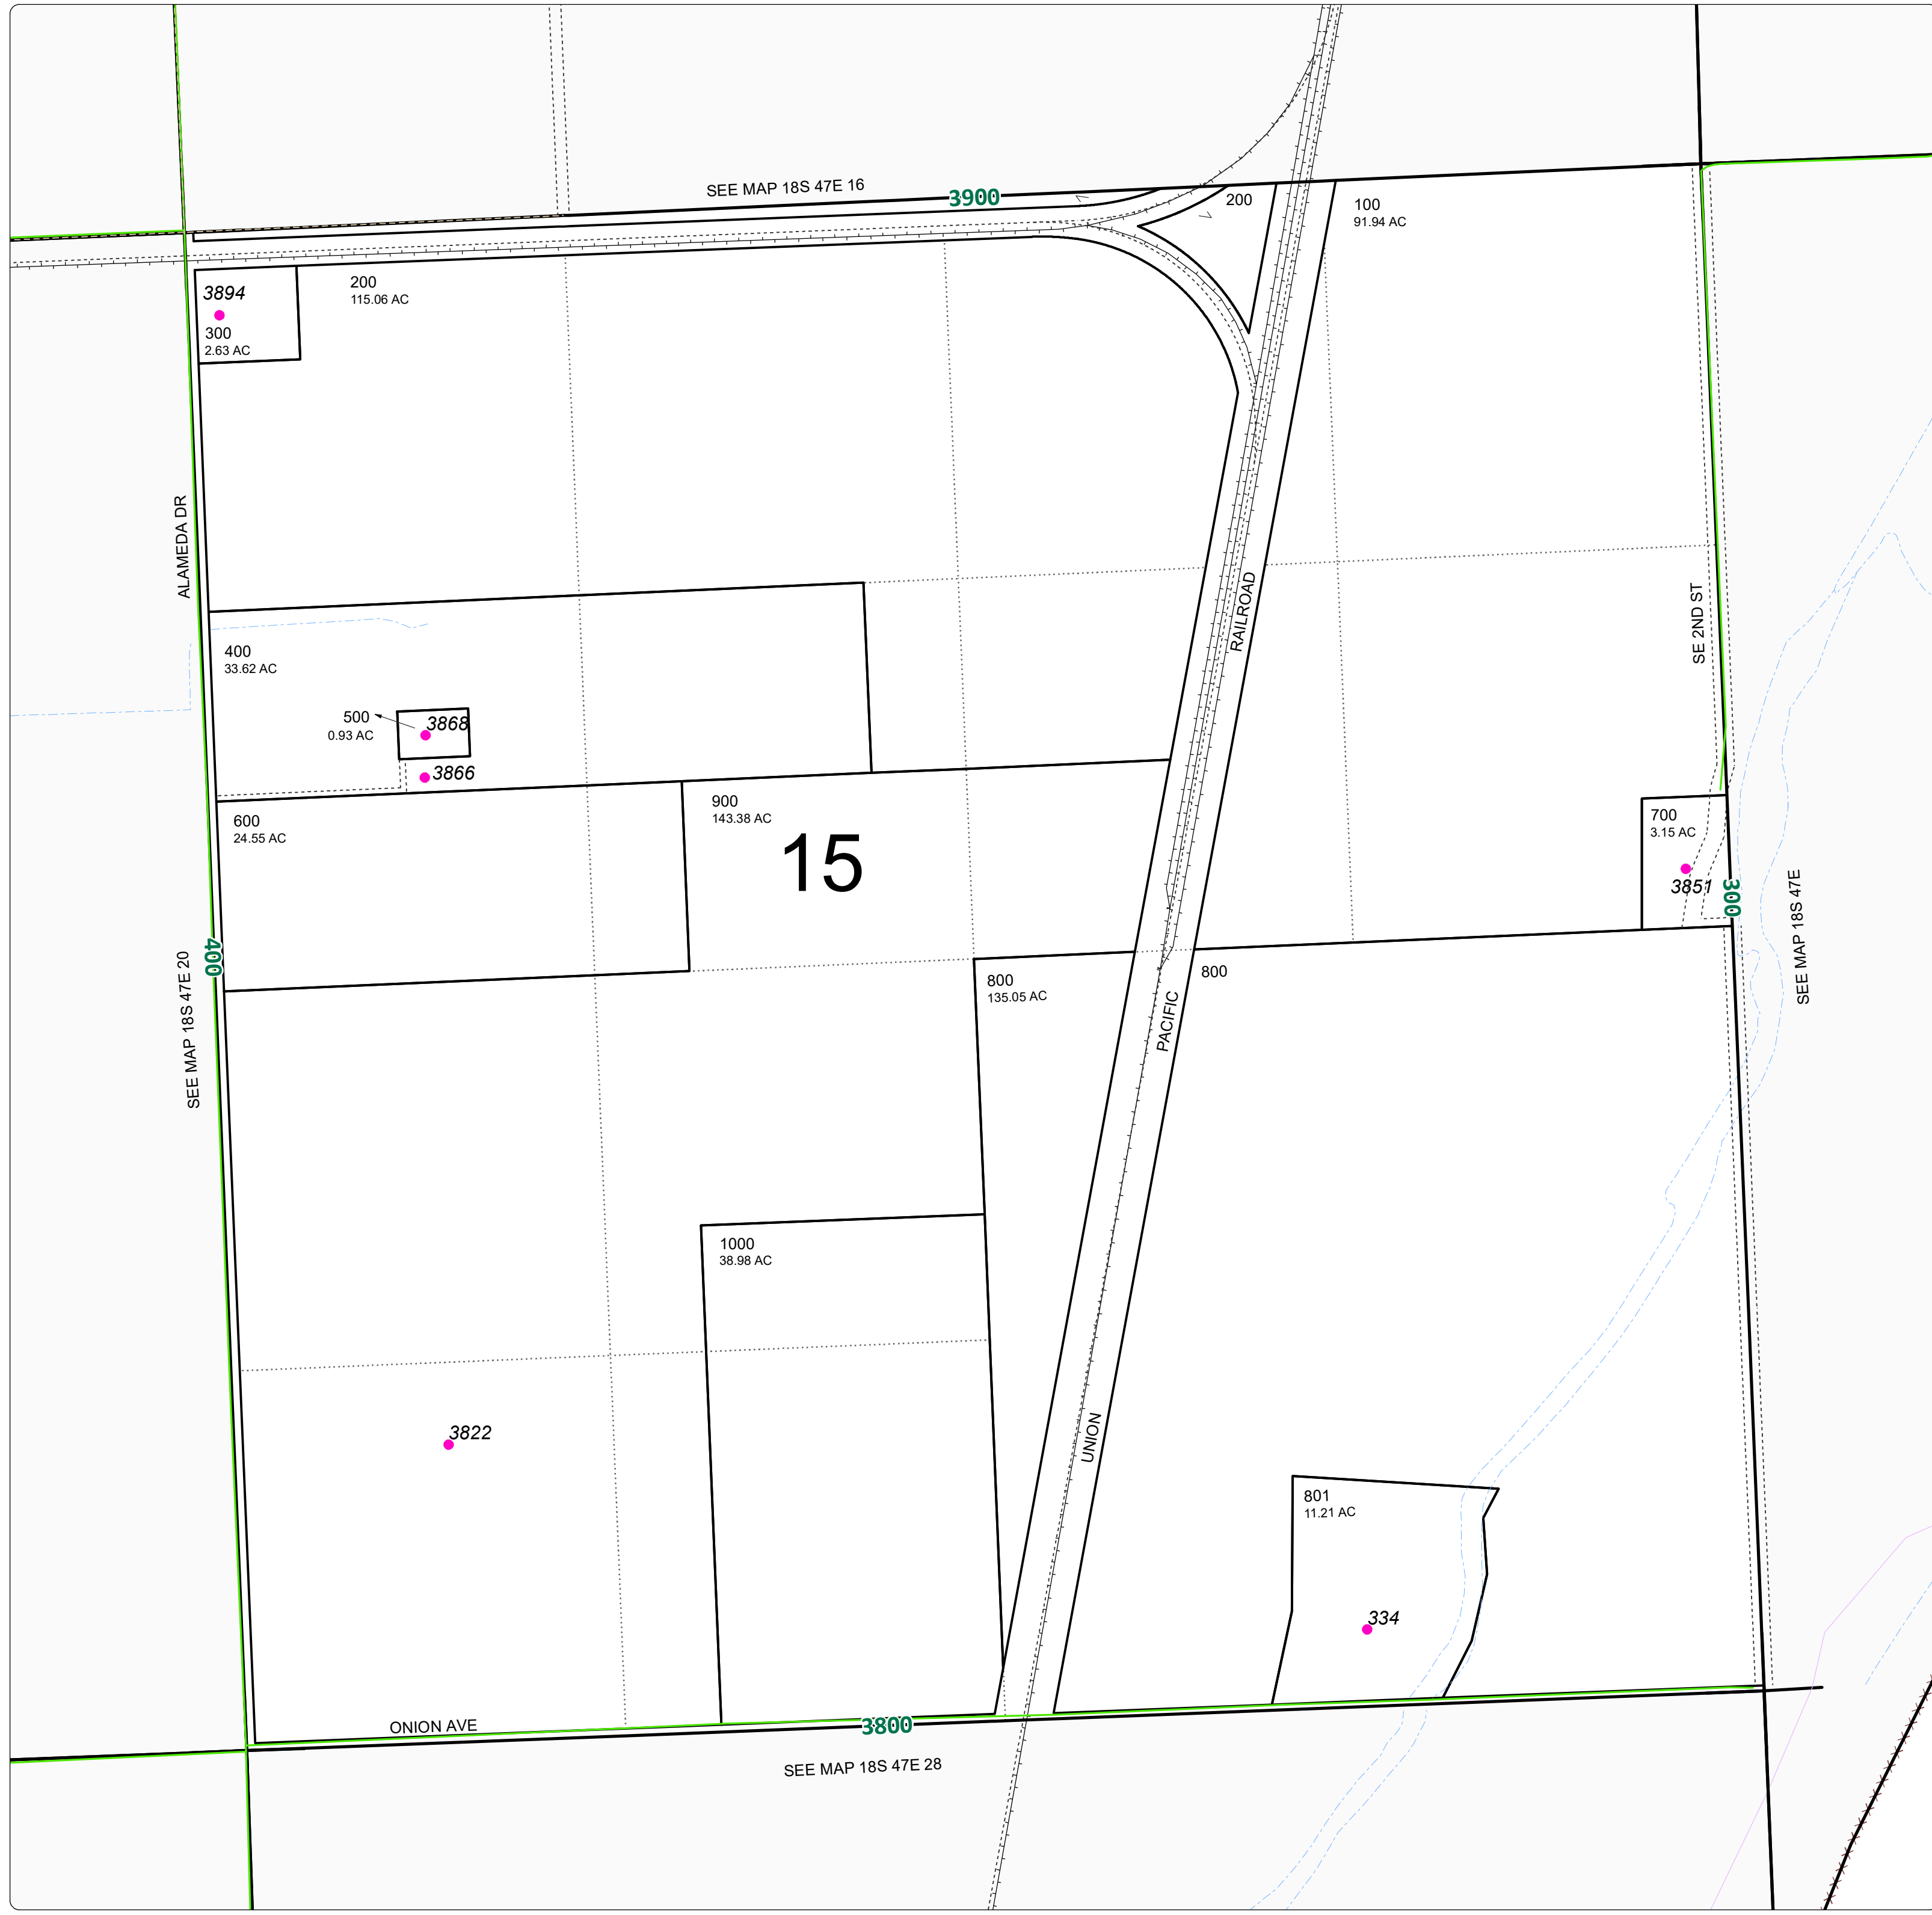 SEE MAP 18S 47E 16
3900
200
100
91.94 AC
3894
300
2.63 AC
200
115.06 AC
ALAMEDA DR
RAILROAD
SE 2ND ST
400
33.62 AC
500
0.93 AC
3868
3866
600
24.55 AC
900
143.38 AC
15
700
3.15 AC
3851
300
SEE MAP 18S 47E
400
SEE MAP 18S 47E 20
800
135.05 AC
800
PACIFIC
1000
38.98 AC
3822
UNION
801
11.21 AC
334
ONION AVE
3800
SEE MAP 18S 47E 28